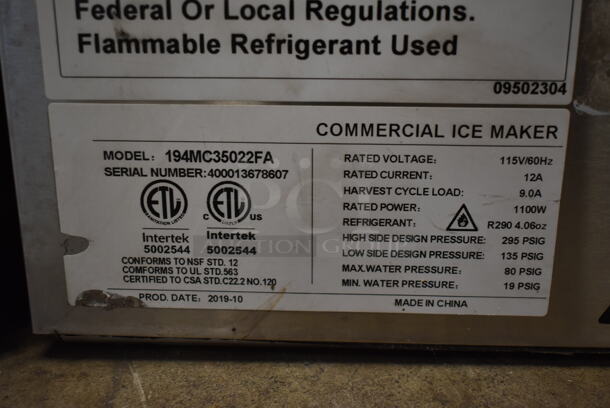 Federal Or Local Regulations.
Flammable Refrigerant Used
09502304
COMMERCIAL ICE MAKER
MODEL: 194MC35022FA
SERIAL NUMBER:400013678607
ETL
ETL
C US
Intertek Intertek
5002544 5002544
CONFORMS TO NSF STD. 12
COMFORMS TO UL STD.563
CERTIFIED TO CSA STD.C22.2 NO.120
PROD. DATE: 2019-10
RATED VOLTAGE: 115V/60Hz
RATED CURRENT: 12A
HARVEST CYCLE LOAD: 9.0A
RATED POWER: 1100W
REFRIGERANT: R290 4.06oz
HIGH SIDE DESIGN PRESSURE: 295 PSIG
LOW SIDE DESIGN PRESSURE: 135 PSIG
MAX.WATER PRESSURE: 80 PSIG
MIN. WATER PRESSURE: 19 PSIG
MADE IN CHINA